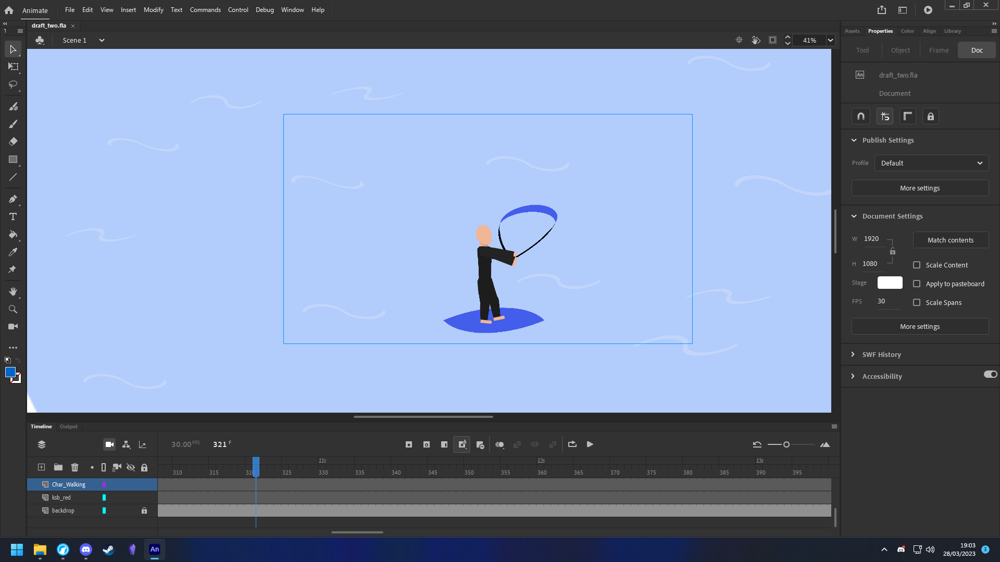 Animate File Edit View Insert Modify Text Commands Control Debug Window Help
draft_two.fla
Scene 1 41%
Assets Properties Color Align Library
Tool Object Frame Doc
An draft_two.fla
Document
Publish Settings
Profile Default
More settings
Document Settings
W 1920 Match contents
H 1080 Scale Content
Stage Apply to pasteboard
FPS 30 Scale Spans
More settings
SWF History
Accessibility
Timeline Output
30.00 FPS 321 F
11s 12s 13s
310 315 320 325 330 335 340 345 350 355 360 365 370 375 380 385 390 395
Char_Walking
ksb_red
backdrop
An
19:03
28/03/2023
3